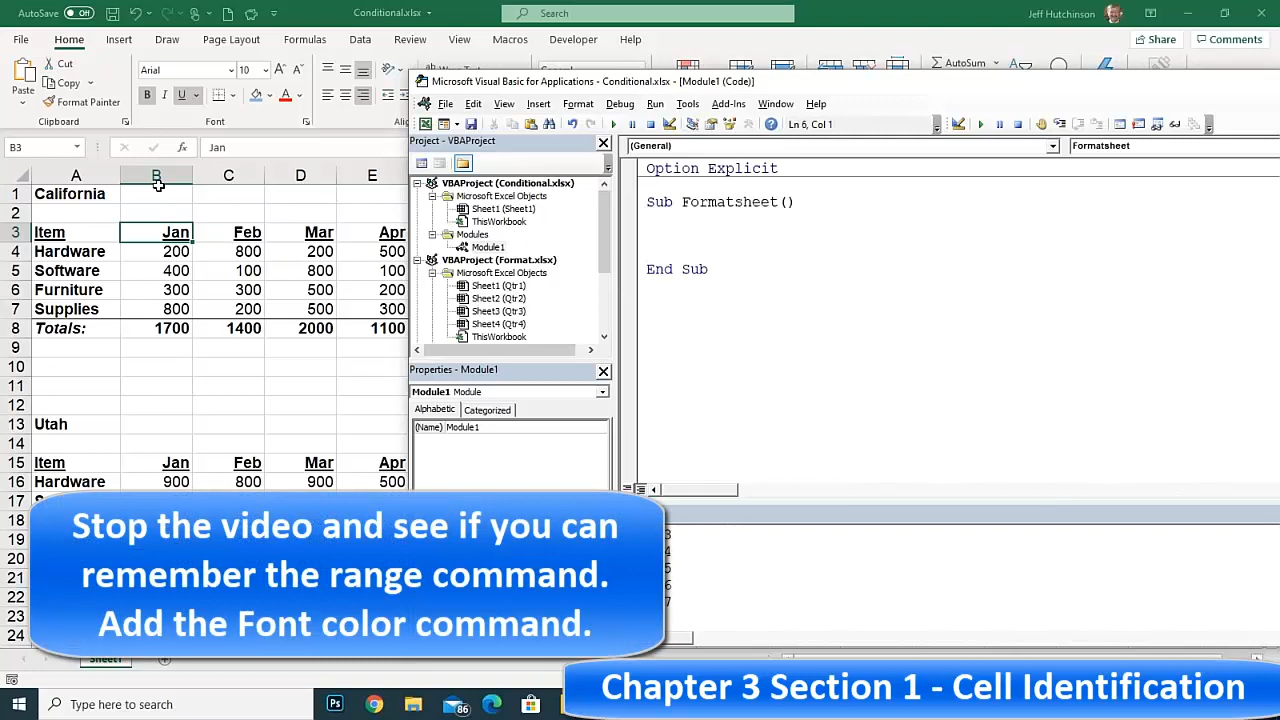 AutoSave Off
Conditional.xlsx
Search
Jeff Hutchinson
File Home Insert Draw Page Layout Formulas Data Review View Macros Developer Help
Share
Comments
Paste
Cut
Copy
Format Painter
Clipboard
Arial
10
B I U
Font
AutoSum
B3
fx
Jan
Microsoft Visual Basic for Applications - Conditional.xlsx - [Module1 (Code)]
File Edit View Insert Format Debug Run Tools Add-Ins Window Help
Ln 6, Col 1
Project - VBAProject
VBAProject (Conditional.xlsx)
Microsoft Excel Objects
Sheet1 (Sheet1)
ThisWorkbook
Modules
Module1
VBAProject (Format.xlsx)
Microsoft Excel Objects
Sheet1 (Qtr1)
Sheet2 (Qtr2)
Sheet3 (Qtr3)
Sheet4 (Qtr4)
ThisWorkbook
Properties - Module1
Module1 Module
Alphabetic Categorized
(Name) Module1
(General)
Formatsheet
Option Explicit
Sub Formatsheet()
End Sub
A B C D E
1 California
2
3 Item Jan Feb Mar Apr
4 Hardware 200 800 200 500
5 Software 400 100 800 100
6 Furniture 300 300 500 200
7 Supplies 800 200 500 300
8 Totals: 1700 1400 2000 1100
9
10
11
12
13 Utah
14
15 Item Jan Feb Mar Apr
16 Hardware 900 800 900 500
17
18
19
20
21
22
23
24
Stop the video and see if you can
remember the range command.
Add the Font color command.
Sheet1
Chapter 3 Section 1 - Cell Identification
Type here to search
Ps
86